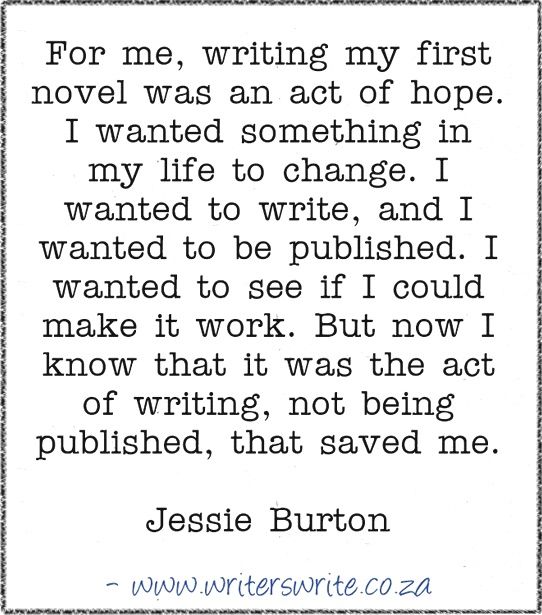 For me, writing my first
novel was an act of hope.
I wanted something in
my life to change. I
wanted to write, and I
wanted to be published. I
wanted to see if I could
make it work. But now I
know that it was the act
of writing, not being
published, that saved me.
Jessie Burton
- www.writerswrite.co.za